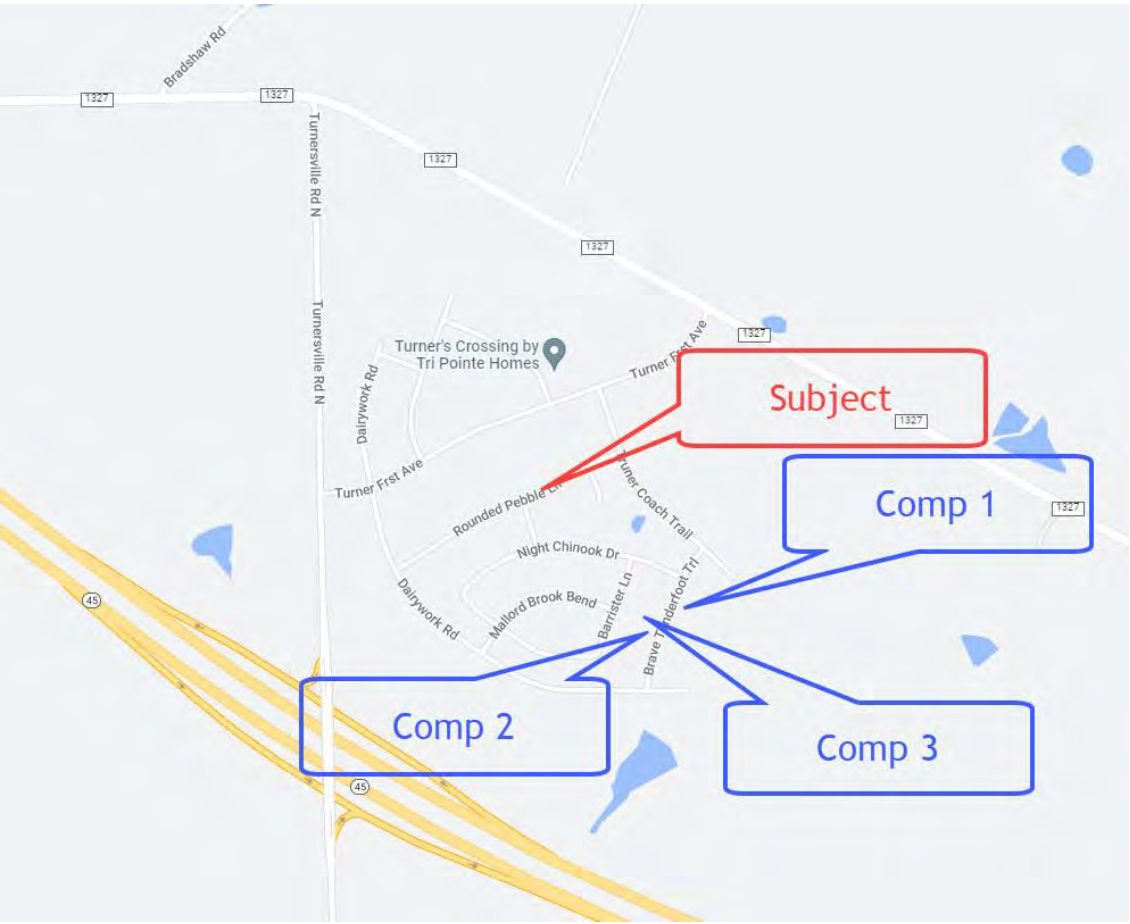 Bradshaw Rd
1327
1327
Turnersville Rd N
1327
1327
Turnersville Rd N
Turner's Crossing by
Tri Pointe Homes
Turner Frst Ave
1327
Dairywork Rd
Subject
1327
Turner Frst Ave
Rounded Pebble Ln
Truner Coach Trail
Comp 1
1327
Night Chinook Dr
Dairywork Rd
Mallord Brook Bend
Barrister Ln
Brave Tenderfoot Trl
45
Comp 2
Comp 3
45